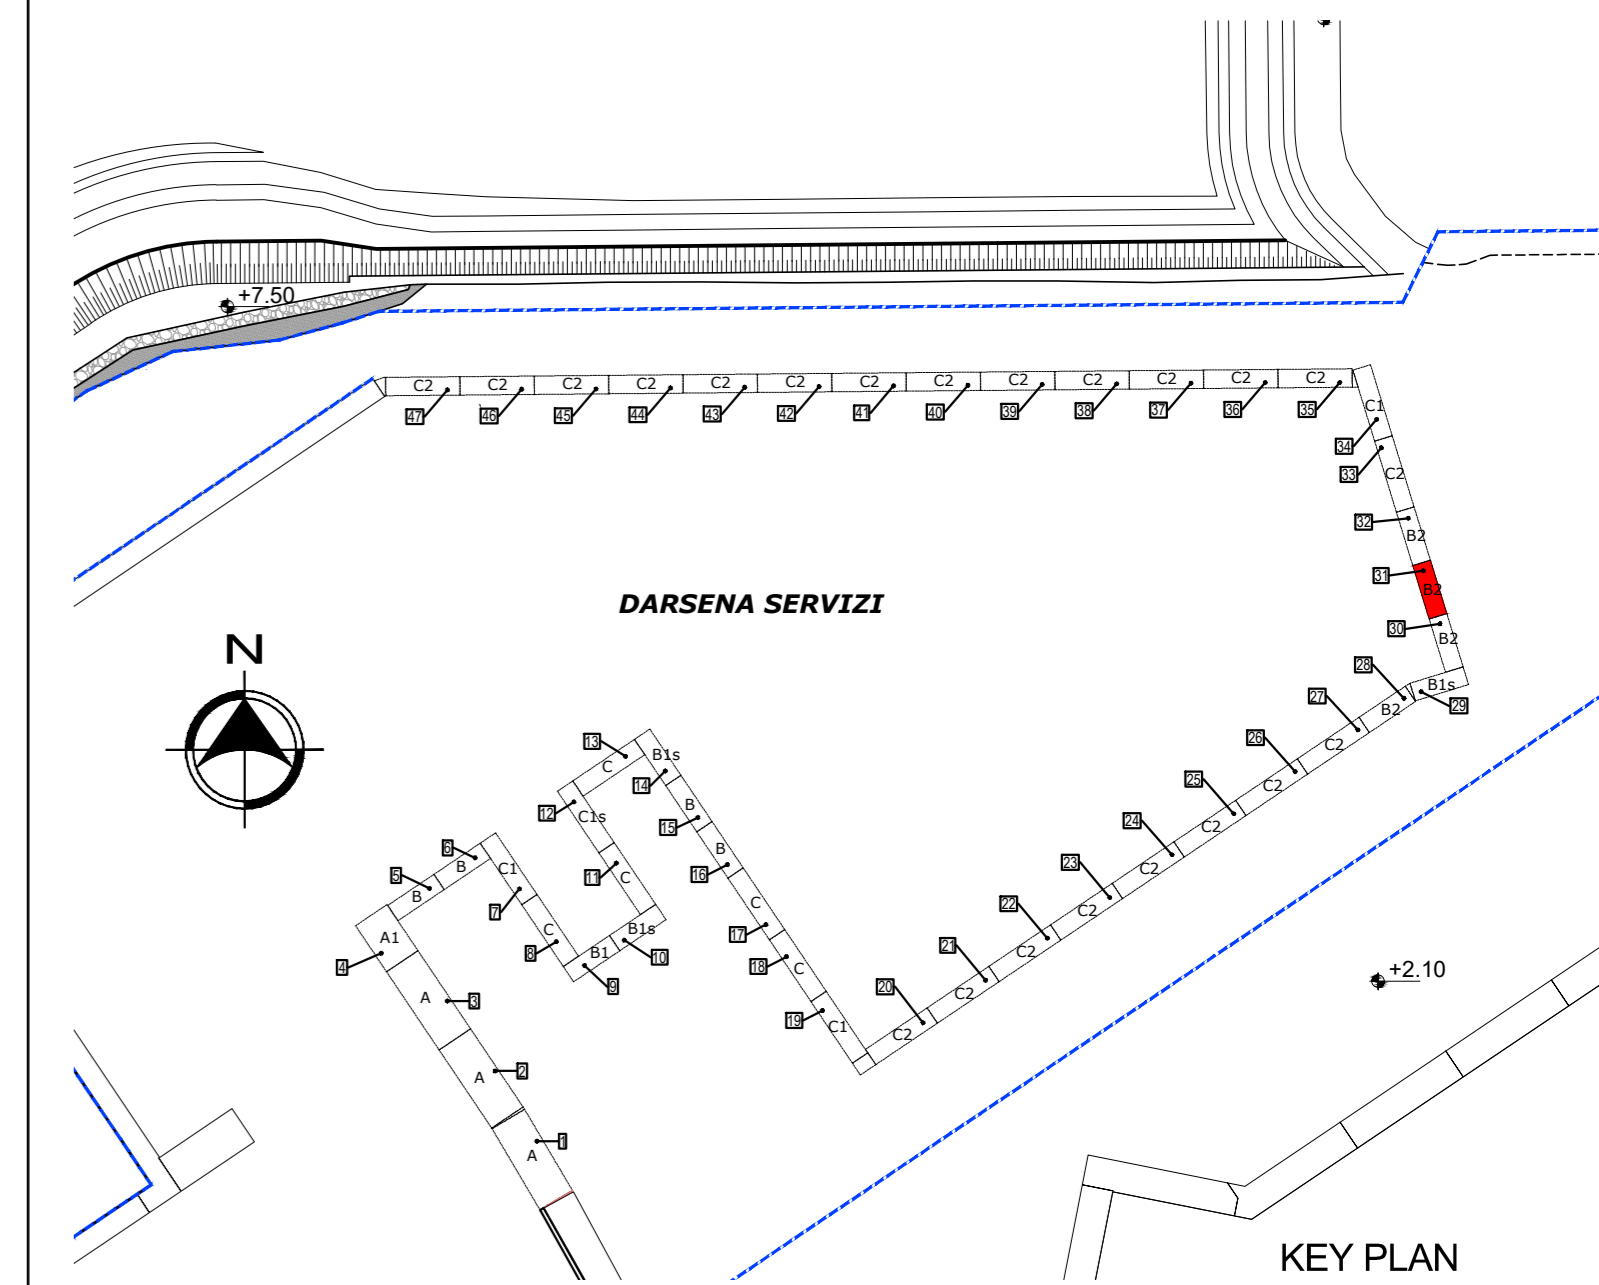 +7.50
C2 C2 C2 C2 C2 C2 C2 C2 C2 C2 C2 C2 C2
47 46 45 44 43 42 41 40 39 38 37 36 35
C1
34
33
C2
32
B2
31
B2
30
B2
DARSENA SERVIZI
N
28
B1s
29
27
B2
26
C2
25
C2
24
C2
23
C2
22
C2
21
C2
20
C2
C2
13
B1s
C
14
12
C1s
B
15
B
16
11
C
C
17
18
C
19
C1
6
B
C1
5
B
7
C
8
B1
B1s
10
9
A1
4
A
3
A
2
A
1
+2.10
KEY PLAN